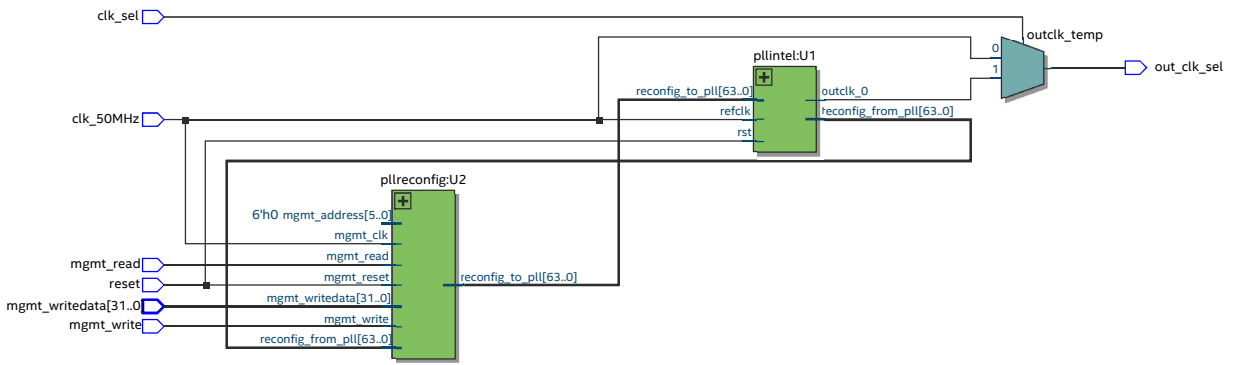 clk_sel
outclk_temp
0
pllintel:U1
1
out_clk_sel
reconfig_to_pll[63..0]
outclk_0
clk_50MHz
refclk
reconfig_from_pll[63..0]
rst
pllreconfig:U2
6'h0 mgmt_address[5..0]
mgmt_clk
mgmt_read
mgmt_read
reset
mgmt_reset
reconfig_to_pll[63..0]
mgmt_writedata[31..0
mgmt_writedata[31..0]
mgmt_write
mgmt_write
reconfig_from_pll[63..0]